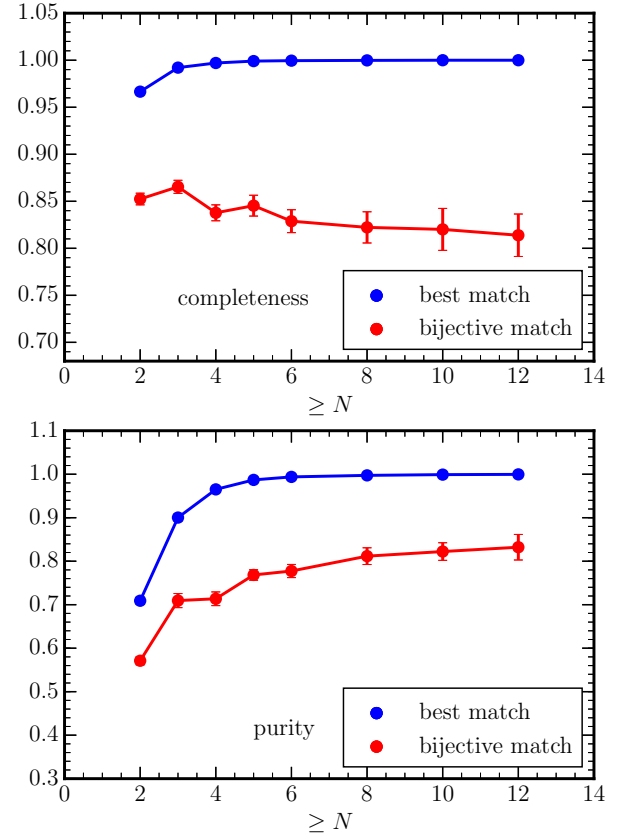 1.05
1.00
0.95
0.90
0.85
0.80
0.75
0.70
completeness
best match
bijective match
0 2 4 6 8 10 12 14
≥ N
1.1
1.0
0.9
0.8
0.7
0.6
0.5
0.4
0.3
purity
best match
bijective match
0 2 4 6 8 10 12 14
≥ N